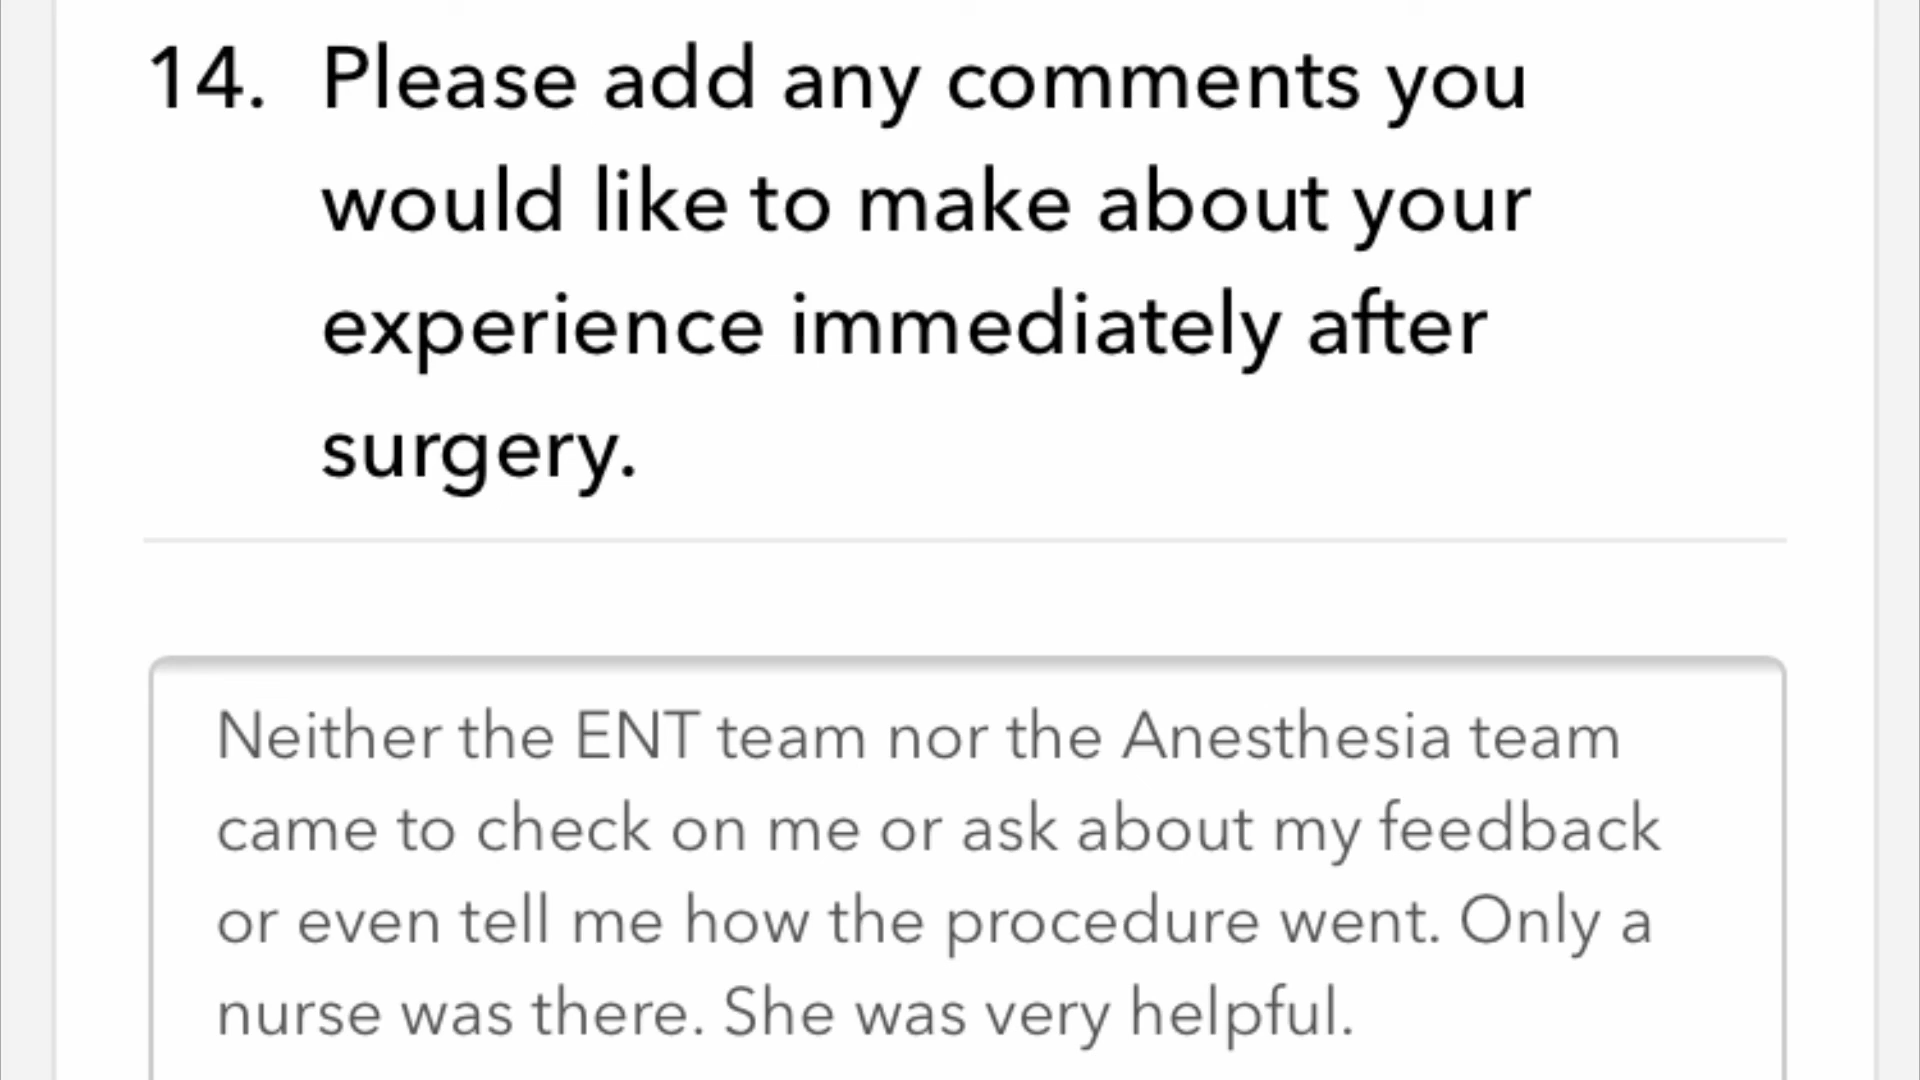 14. Please add any comments you
would like to make about your
experience immediately after
surgery.
Neither the ENT team nor the Anesthesia team
came to check on me or ask about my feedback
or even tell me how the procedure went. Only a
nurse was there. She was very helpful.